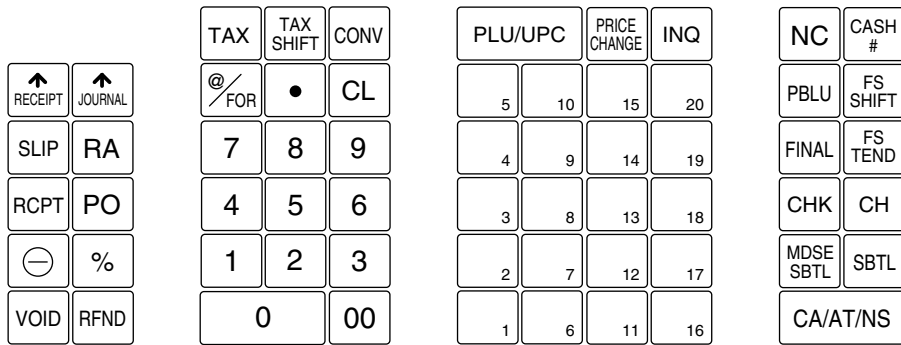 TAX TAX SHIFT CONV PLU/UPC PRICE CHANGE INQ NC CASH #
RECEIPT JOURNAL @/FOR • CL 5 10 15 20 PBLU FS SHIFT
SLIP RA 7 8 9 4 9 14 19 FINAL FS TEND
RCPT PO 4 5 6 3 8 13 18 CHK CH
⊖ % 1 2 3 2 7 12 17 MDSE SBTL SBTL
VOID RFND 0 00 1 6 11 16 CA/AT/NS